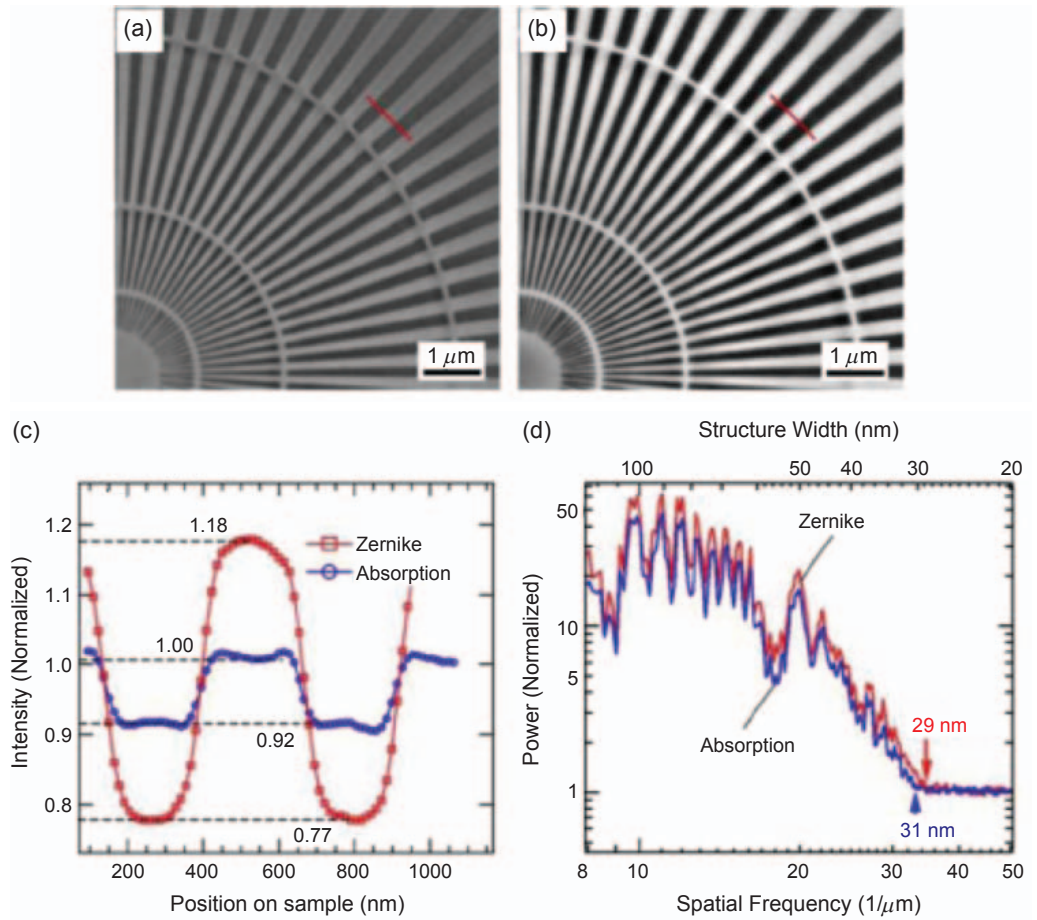 (a)
(b)
1 μm
1 μm
(c)
(d)
Intensity (Normalized)
1.2
1.1
1.0
0.9
0.8
1.18
1.00
0.92
0.77
Zernike
Absorption
200 400 600 800 1000
Position on sample (nm)
Structure Width (nm)
100 50 40 30 20
Power (Normalized)
50
10
5
1
Zernike
Absorption
29 nm
31 nm
8 10 20 30 40 50
Spatial Frequency (1/μm)